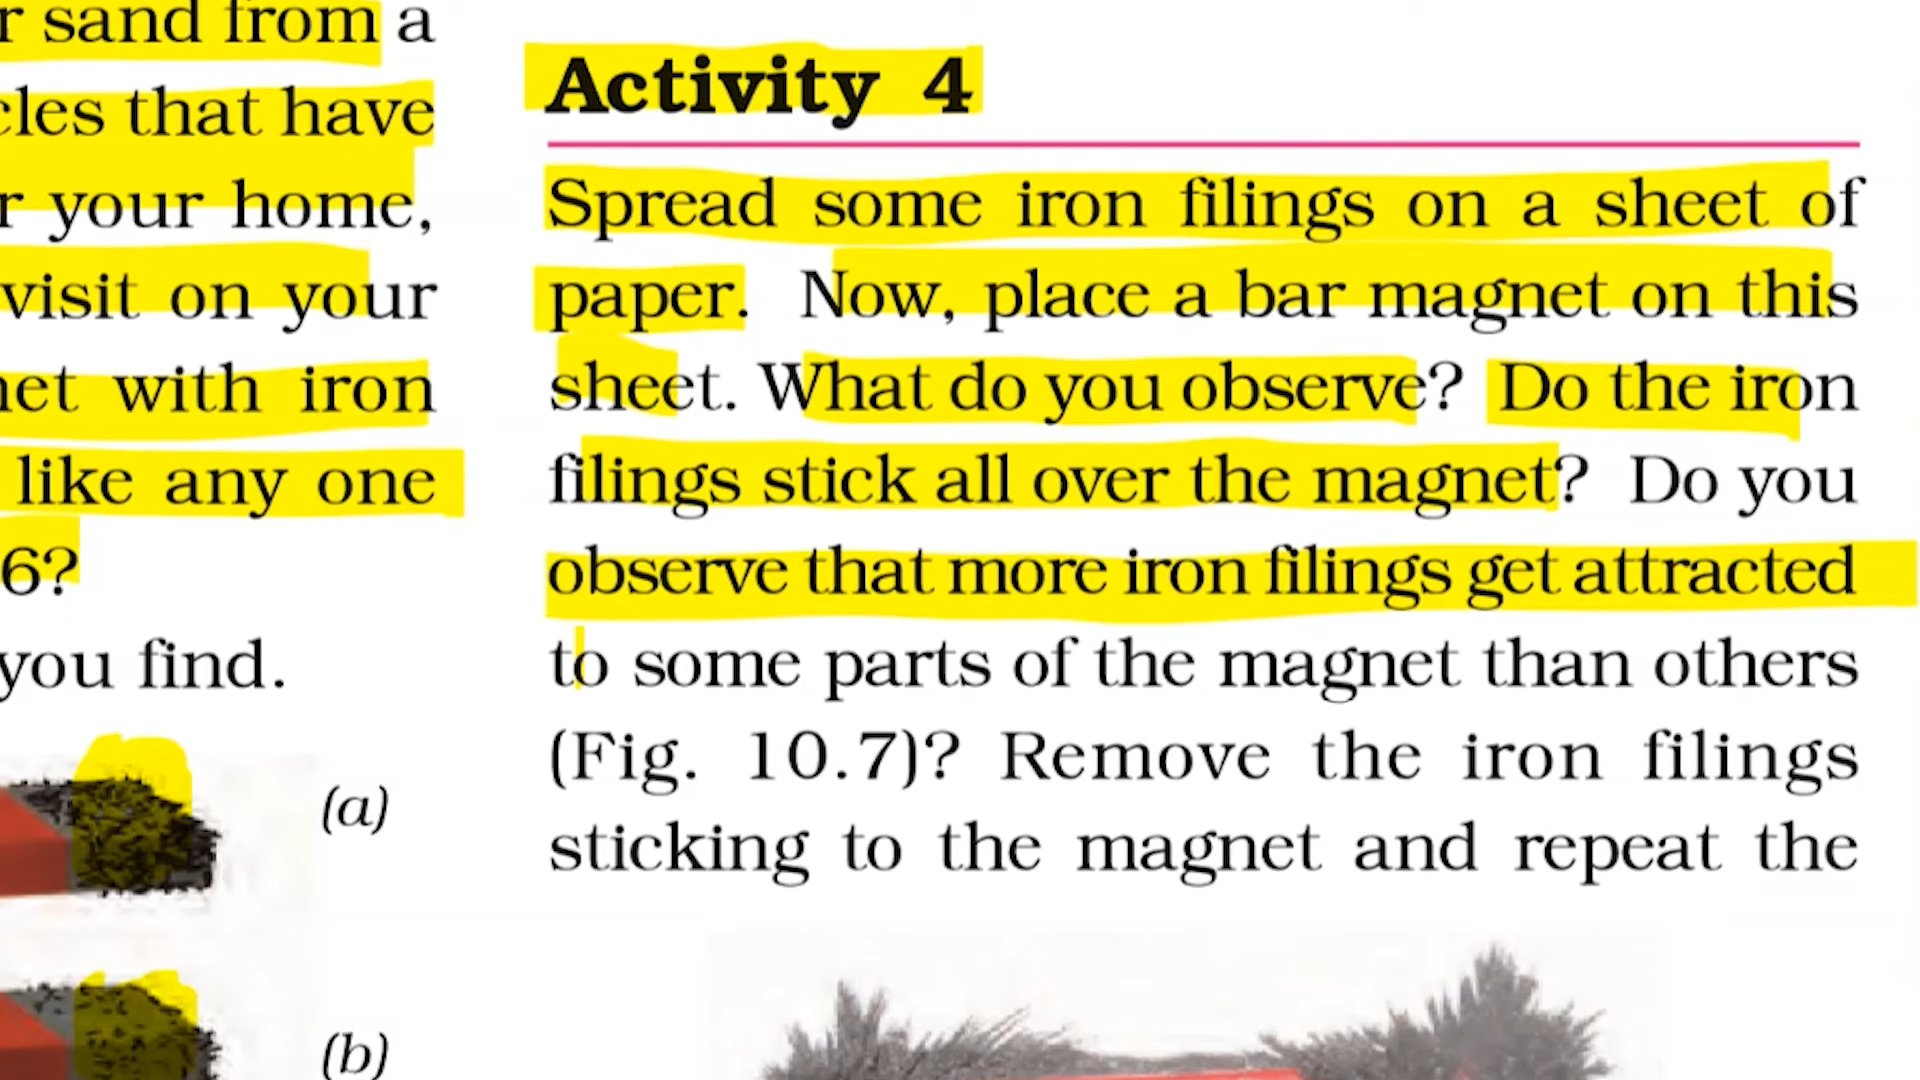 r sand from a
cles that have
r your home,
visit on your
net with iron
like any one
6?
you find.
(a)
(b)
Activity 4
Spread some iron filings on a sheet of
paper. Now, place a bar magnet on this
sheet. What do you observe? Do the iron
filings stick all over the magnet? Do you
observe that more iron filings get attracted
to some parts of the magnet than others
(Fig. 10.7)? Remove the iron filings
sticking to the magnet and repeat the